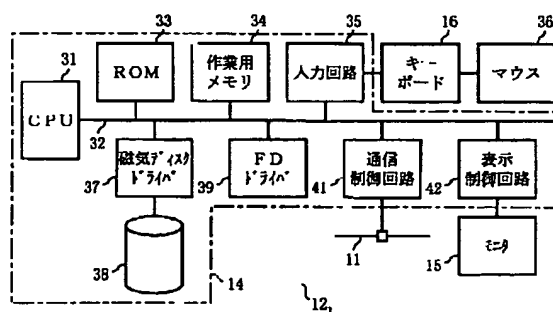 33
34
35
16
36
31
ROM
作業用
メモリ
入力回路
キー
ボード
マウス
CPU
32
磁気ディスク
ドライバ
FD
ドライバ
通信
制御回路
表示
制御回路
37
39
41
42
38
14
11
15
モニタ
12₁